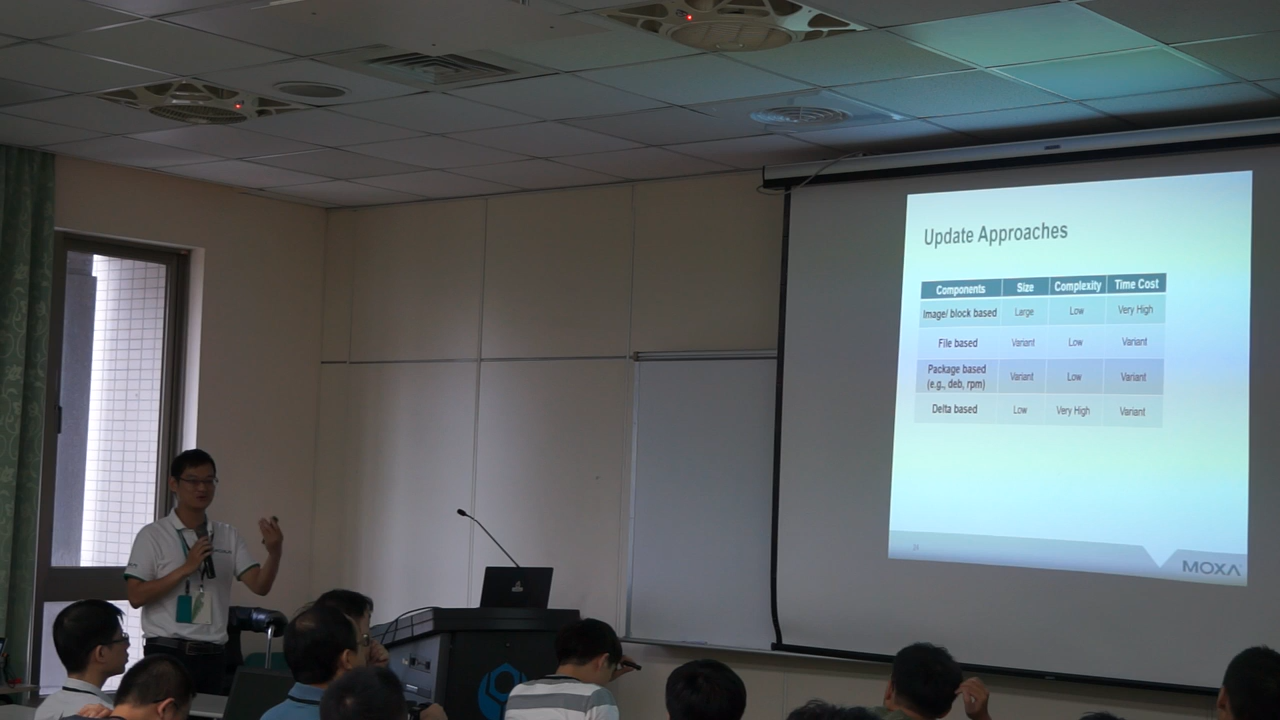 Update Approaches
Components Size Complexity Time Cost
Image/ block based Large Low Very High
File based Variant Low Variant
Package based
(e.g., deb, rpm) Variant Low Variant
Delta based Low Very High Variant
MOXA